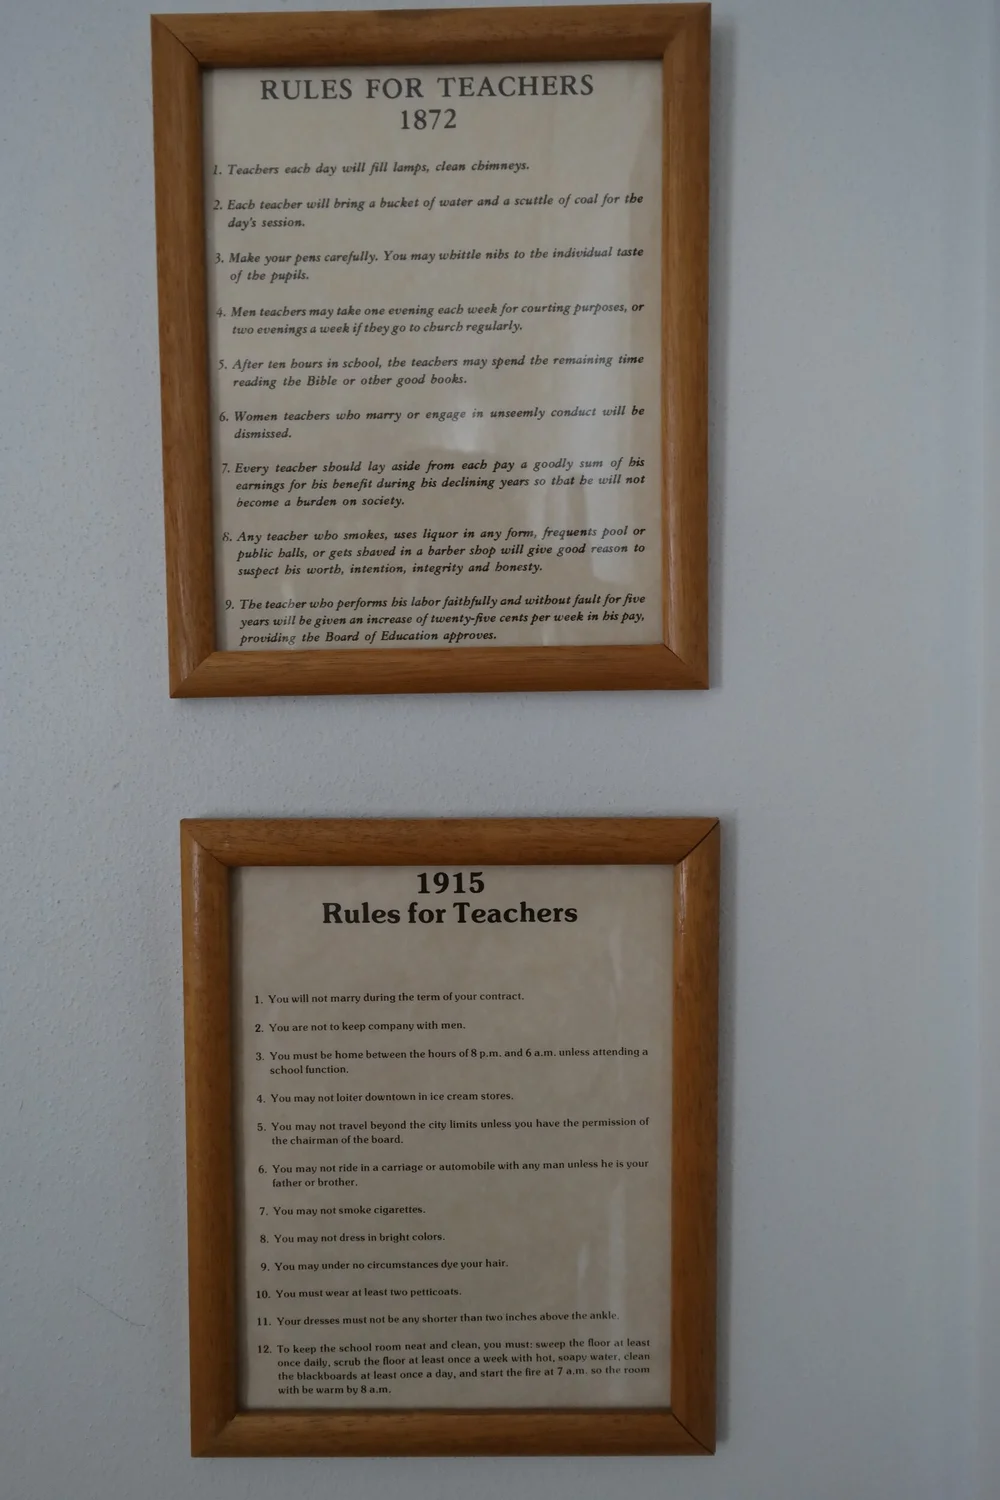 RULES FOR TEACHERS
1872
1. Teachers each day will fill lamps, clean chimneys.
2. Each teacher will bring a bucket of water and a scuttle of coal for the
day's session.
3. Make your pens carefully. You may whittle nibs to the individual taste
of the pupils.
4. Men teachers may take one evening each week for courting purposes, or
two evenings a week if they go to church regularly.
5. After ten hours in school, the teachers may spend the remaining time
reading the Bible or other good books.
6. Women teachers who marry or engage in unseemly conduct will be
dismissed.
7. Every teacher should lay aside from each pay a goodly sum of his
earnings for his benefit during his declining years so that he will not
become a burden on society.
8. Any teacher who smokes, uses liquor in any form, frequents pool or
public halls, or gets shaved in a barber shop will give good reason to
suspect his worth, intention, integrity and honesty.
9. The teacher who performs his labor faithfully and without fault for five
years will be given an increase of twenty-five cents per week in his pay,
providing the Board of Education approves.
1915
Rules for Teachers
1. You will not marry during the term of your contract.
2. You are not to keep company with men.
3. You must be home between the hours of 8 p.m. and 6 a.m. unless attending a
school function.
4. You may not loiter downtown in ice cream stores.
5. You may not travel beyond the city limits unless you have the permission of
the chairman of the board.
6. You may not ride in a carriage or automobile with any man unless he is your
father or brother.
7. You may not smoke cigarettes.
8. You may not dress in bright colors.
9. You may under no circumstances dye your hair.
10. You must wear at least two petticoats.
11. Your dresses must not be any shorter than two inches above the ankle.
12. To keep the school room neat and clean, you must: sweep the floor at least
once daily, scrub the floor at least once a week with hot, soapy water, clean
the blackboards at least once a day, and start the fire at 7 a.m. so the room
with be warm by 8 a.m.